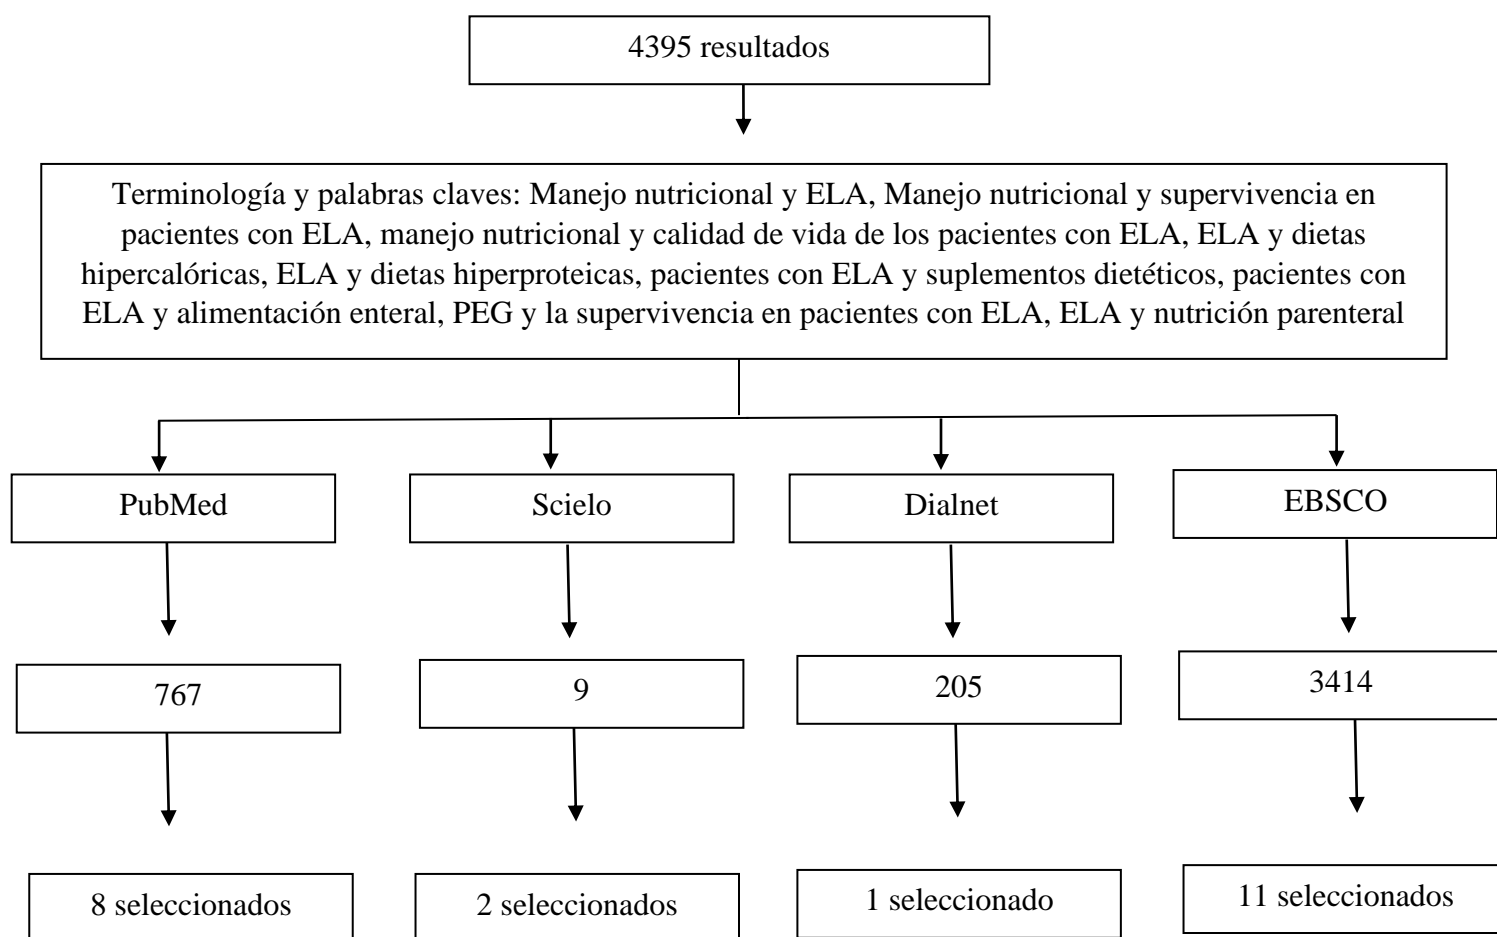 4395 resultados
Terminología y palabras claves: Manejo nutricional y ELA, Manejo nutricional y supervivencia en
pacientes con ELA, manejo nutricional y calidad de vida de los pacientes con ELA, ELA y dietas
hipercalóricas, ELA y dietas hiperproteicas, pacientes con ELA y suplementos dietéticos, pacientes con
ELA y alimentación enteral, PEG y la supervivencia en pacientes con ELA, ELA y nutrición parenteral
PubMed
Scielo
Dialnet
EBSCO
767
9
205
3414
8 seleccionados
2 seleccionados
1 seleccionado
11 seleccionados